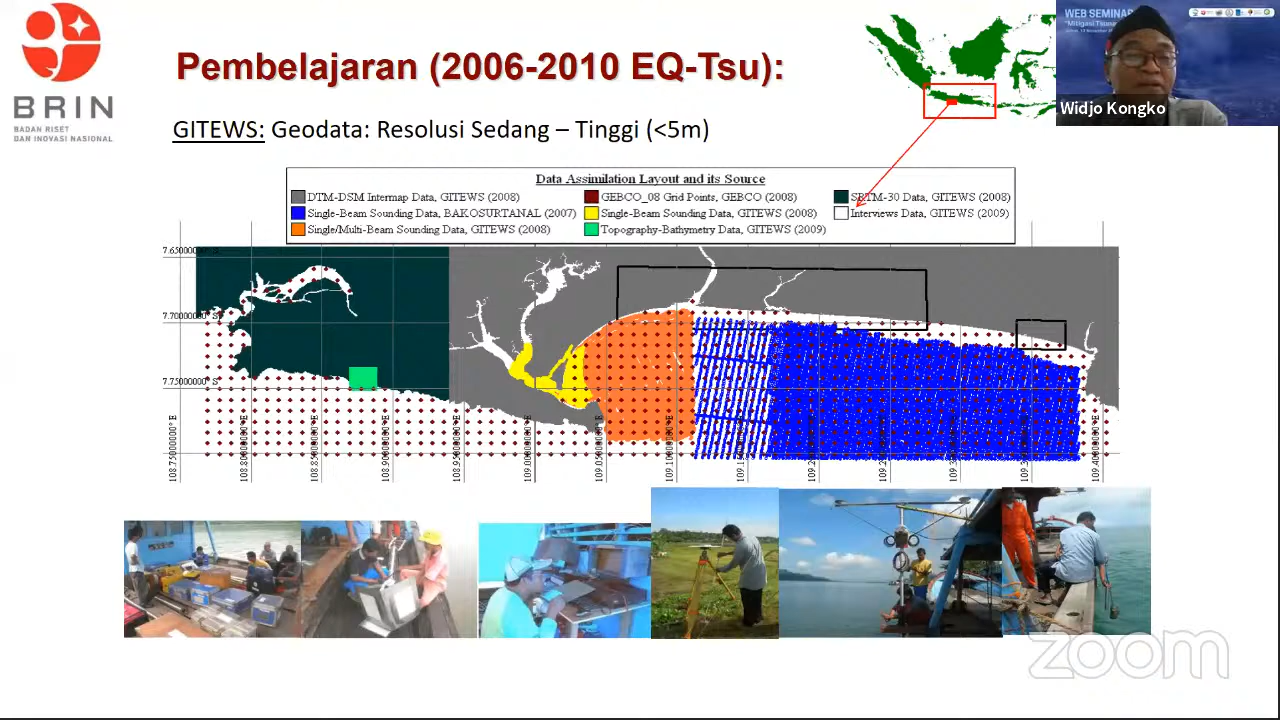 WEB SEMINAR
BRIN
BADAN RISET
DAN INOVASI NASIONAL
Pembelajaran (2006-2010 EQ-Tsu):
Widjo Kongko
GITEWS: Geodata: Resolusi Sedang – Tinggi (<5m)
Data Assimilation Layout and its Source
DTM-DSM Intermap Data, GITEWS (2008)
GEBCO_08 Grid Points, GEBCO (2008)
SRTM-30 Data, GITEWS (2008)
Single-Beam Sounding Data, BAKOSURTANAL (2007)
Single-Beam Sounding Data, GITEWS (2008)
Interviews Data, GITEWS (2009)
Single/Multi-Beam Sounding Data, GITEWS (2008)
Topography-Bathymetry Data, GITEWS (2009)
zoom